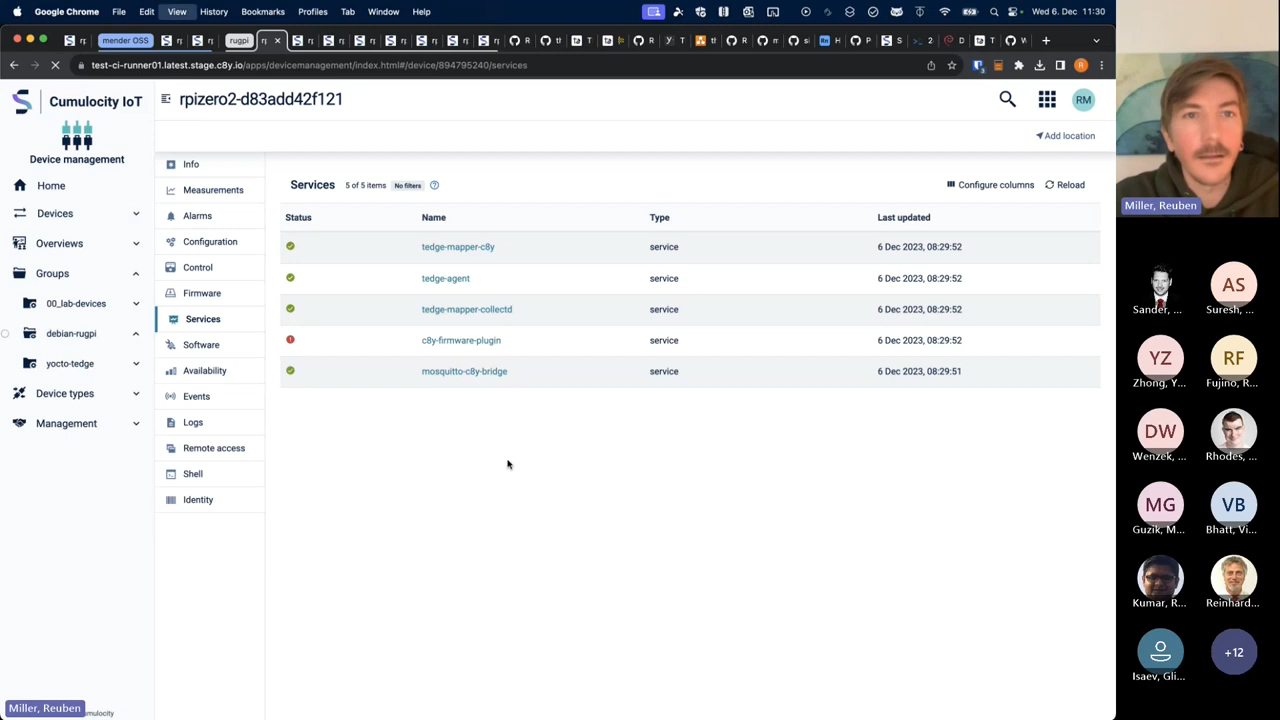 Google Chrome File Edit View History Bookmarks Profiles Tab Window Help Wed 6. Dec 11:30
mender OSS rugpi
test-ci-runner01.latest.stage.c8y.io/apps/devicemanagement/index.html#/device/894795240/services
Cumulocity IoT
Device management
Home
Devices
Overviews
Groups
00_lab-devices
debian-rugpi
yocto-tedge
Device types
Management
rpizero2-d83add42f121
RM
Add location
Info
Measurements
Alarms
Configuration
Control
Firmware
Services
Software
Availability
Events
Logs
Remote access
Shell
Identity
Services 5 of 5 items No filters Configure columns Reload
Status Name Type Last updated
tedge-mapper-c8y service 6 Dec 2023, 08:29:52
tedge-agent service 6 Dec 2023, 08:29:52
tedge-mapper-collectd service 6 Dec 2023, 08:29:52
c8y-firmware-plugin service 6 Dec 2023, 08:29:52
mosquitto-c8y-bridge service 6 Dec 2023, 08:29:51
Miller, Reuben
umulocity
Miller, Reuben
Sander, ...
AS
Suresh, ...
YZ
Zhong, Y...
RF
Fujino, R...
DW
Wenzek, ...
Rhodes, ...
MG
Guzik, M...
VB
Bhatt, Vi...
Kumar, R...
Reinhard...
Isaev, Gli...
+12